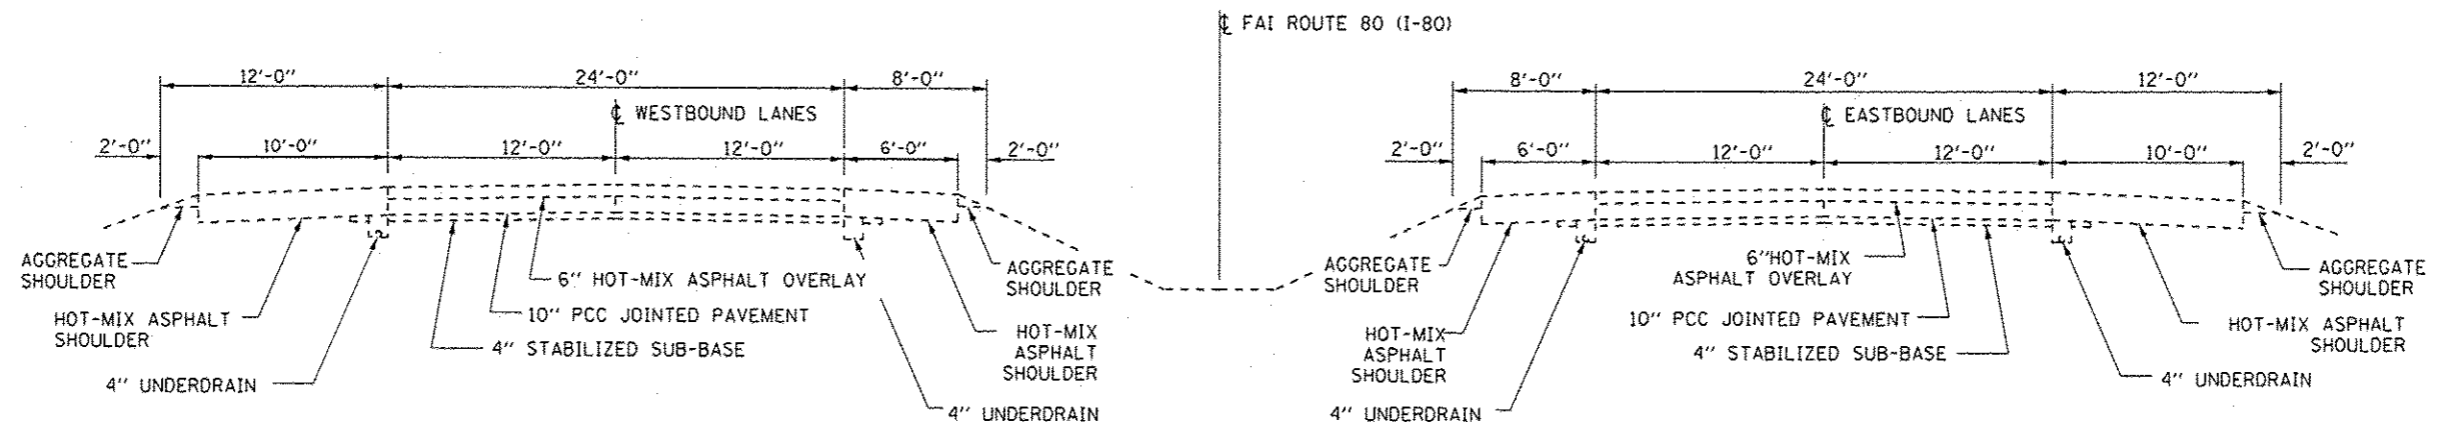 ℄ FAI ROUTE 80 (I-80)
12'-0" 24'-0" 8'-0"
℄ WESTBOUND LANES
2'-0" 10'-0" 12'-0" 12'-0" 6'-0" 2'-0"
AGGREGATE
SHOULDER
HOT-MIX ASPHALT
SHOULDER
4" UNDERDRAIN
6" HOT-MIX ASPHALT OVERLAY
10" PCC JOINTED PAVEMENT
4" STABILIZED SUB-BASE
AGGREGATE
SHOULDER
HOT-MIX
ASPHALT
SHOULDER
4" UNDERDRAIN
8'-0" 24'-0" 12'-0"
℄ EASTBOUND LANES
2'-0" 6'-0" 12'-0" 12'-0" 10'-0" 2'-0"
AGGREGATE
SHOULDER
HOT-MIX
ASPHALT
SHOULDER
4" UNDERDRAIN
6"HOT-MIX
ASPHALT OVERLAY
10" PCC JOINTED PAVEMENT
4" STABILIZED SUB-BASE
AGGREGATE
SHOULDER
HOT-MIX ASPHALT
SHOULDER
4" UNDERDRAIN